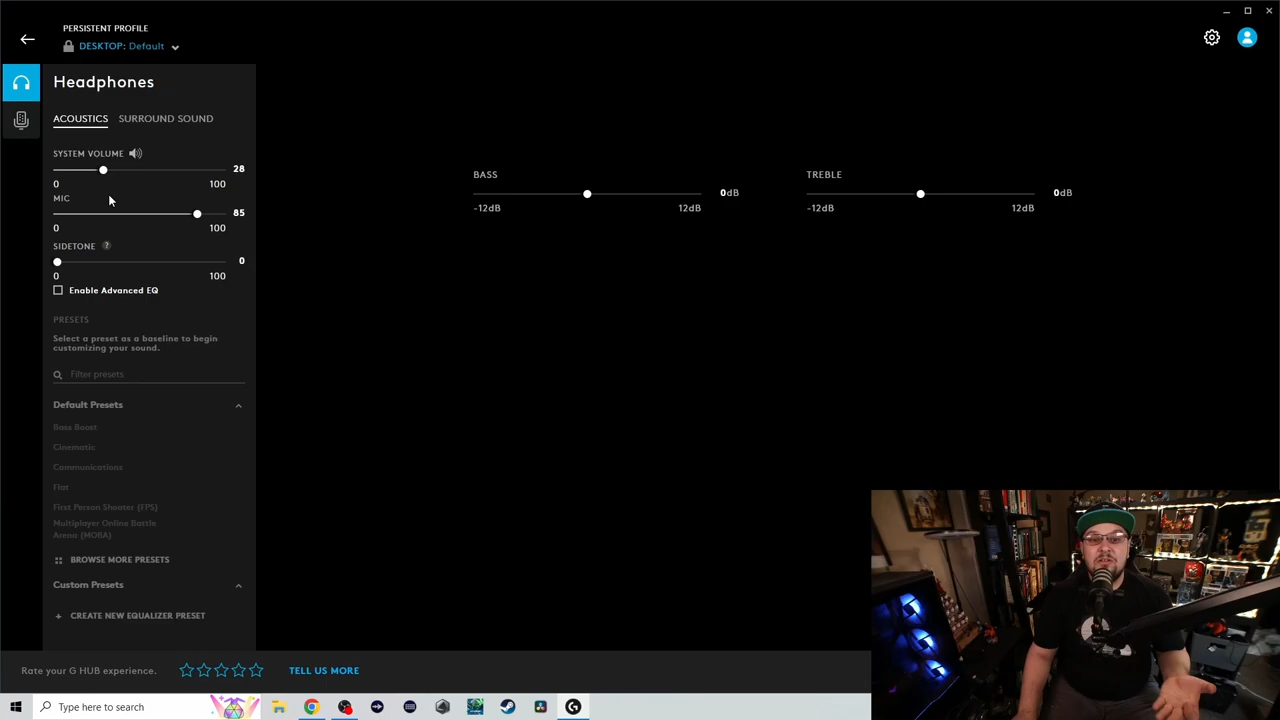 PERSISTENT PROFILE
DESKTOP: Default
Headphones
ACOUSTICS SURROUND SOUND
SYSTEM VOLUME
28
0 100
MIC
85
0 100
SIDETONE ?
0
0 100
Enable Advanced EQ
PRESETS
Select a preset as a baseline to begin
customizing your sound.
Filter presets
Default Presets
Bass Boost
Cinematic
Communications
Flat
First Person Shooter (FPS)
Multiplayer Online Battle
Arena (MOBA)
BROWSE MORE PRESETS
Custom Presets
+ CREATE NEW EQUALIZER PRESET
BASS
0dB
-12dB 12dB
TREBLE
0dB
-12dB 12dB
Rate your G HUB experience. TELL US MORE
Type here to search